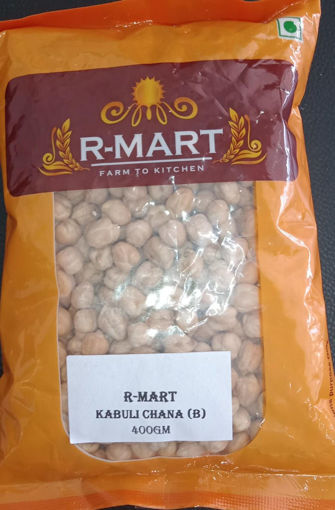 R-MART
FARM TO KITCHEN
R-MART
KABULI CHANA (B)
400GM